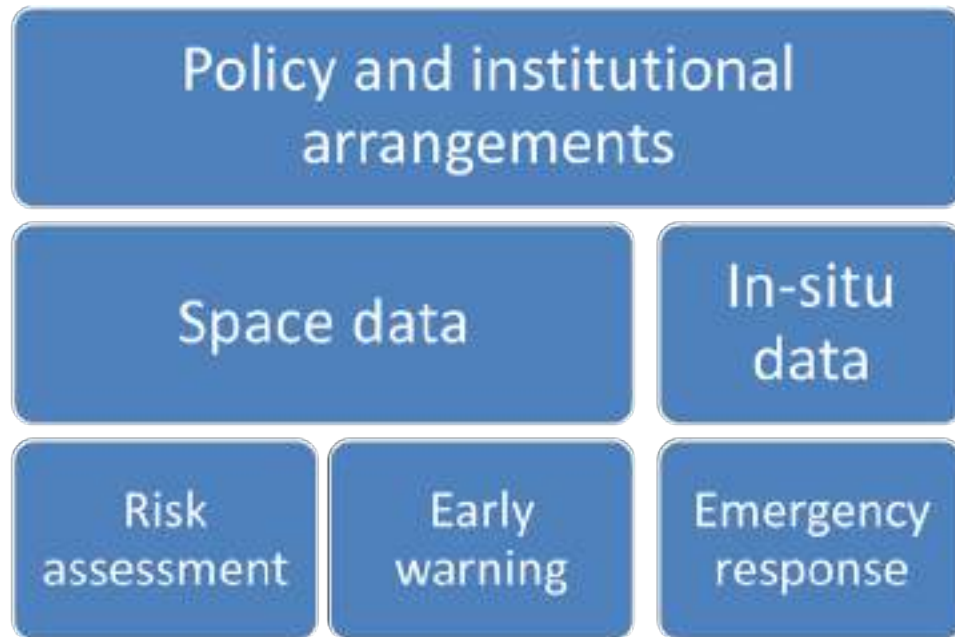 Policy and institutional
arrangements
Space data
In-situ
data
Risk
assessment
Early
warning
Emergency
response